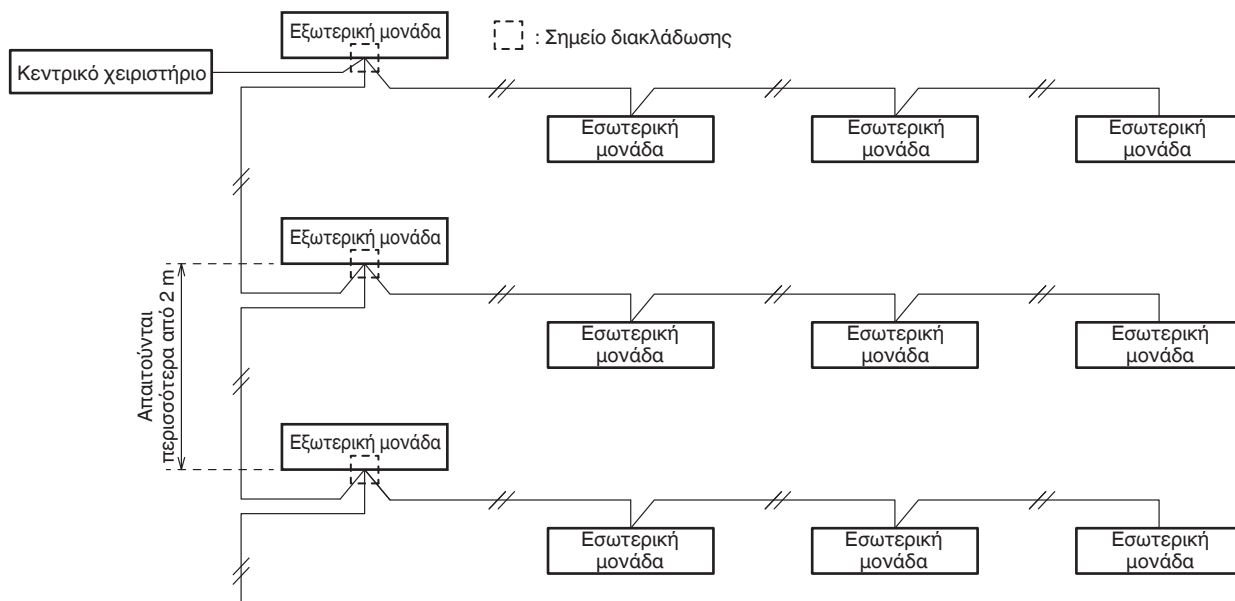 Εξωτερική μονάδα
: Σημείο διακλάδωσης
Κεντρικό χειριστήριο
Εσωτερική
μονάδα
Εσωτερική
μονάδα
Εσωτερική
μονάδα
Εξωτερική μονάδα
Απαιτούνται
περισσότερα από 2 m
Εσωτερική
μονάδα
Εσωτερική
μονάδα
Εσωτερική
μονάδα
Εξωτερική μονάδα
Εσωτερική
μονάδα
Εσωτερική
μονάδα
Εσωτερική
μονάδα